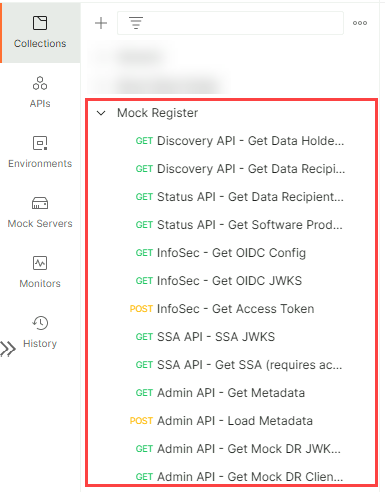 Collections
APIs
Environments
Mock Servers
Monitors
History
Mock Register
GET Discovery API - Get Data Holde...
GET Discovery API - Get Data Recipi...
GET Status API - Get Data Recipient...
GET Status API - Get Software Prod...
GET InfoSec - Get OIDC Config
GET InfoSec - Get OIDC JWKS
POST InfoSec - Get Access Token
GET SSA API - SSA JWKS
GET SSA API - Get SSA (requires ac...
GET Admin API - Get Metadata
POST Admin API - Load Metadata
GET Admin API - Get Mock DR JWK...
GET Admin API - Get Mock DR Clien...